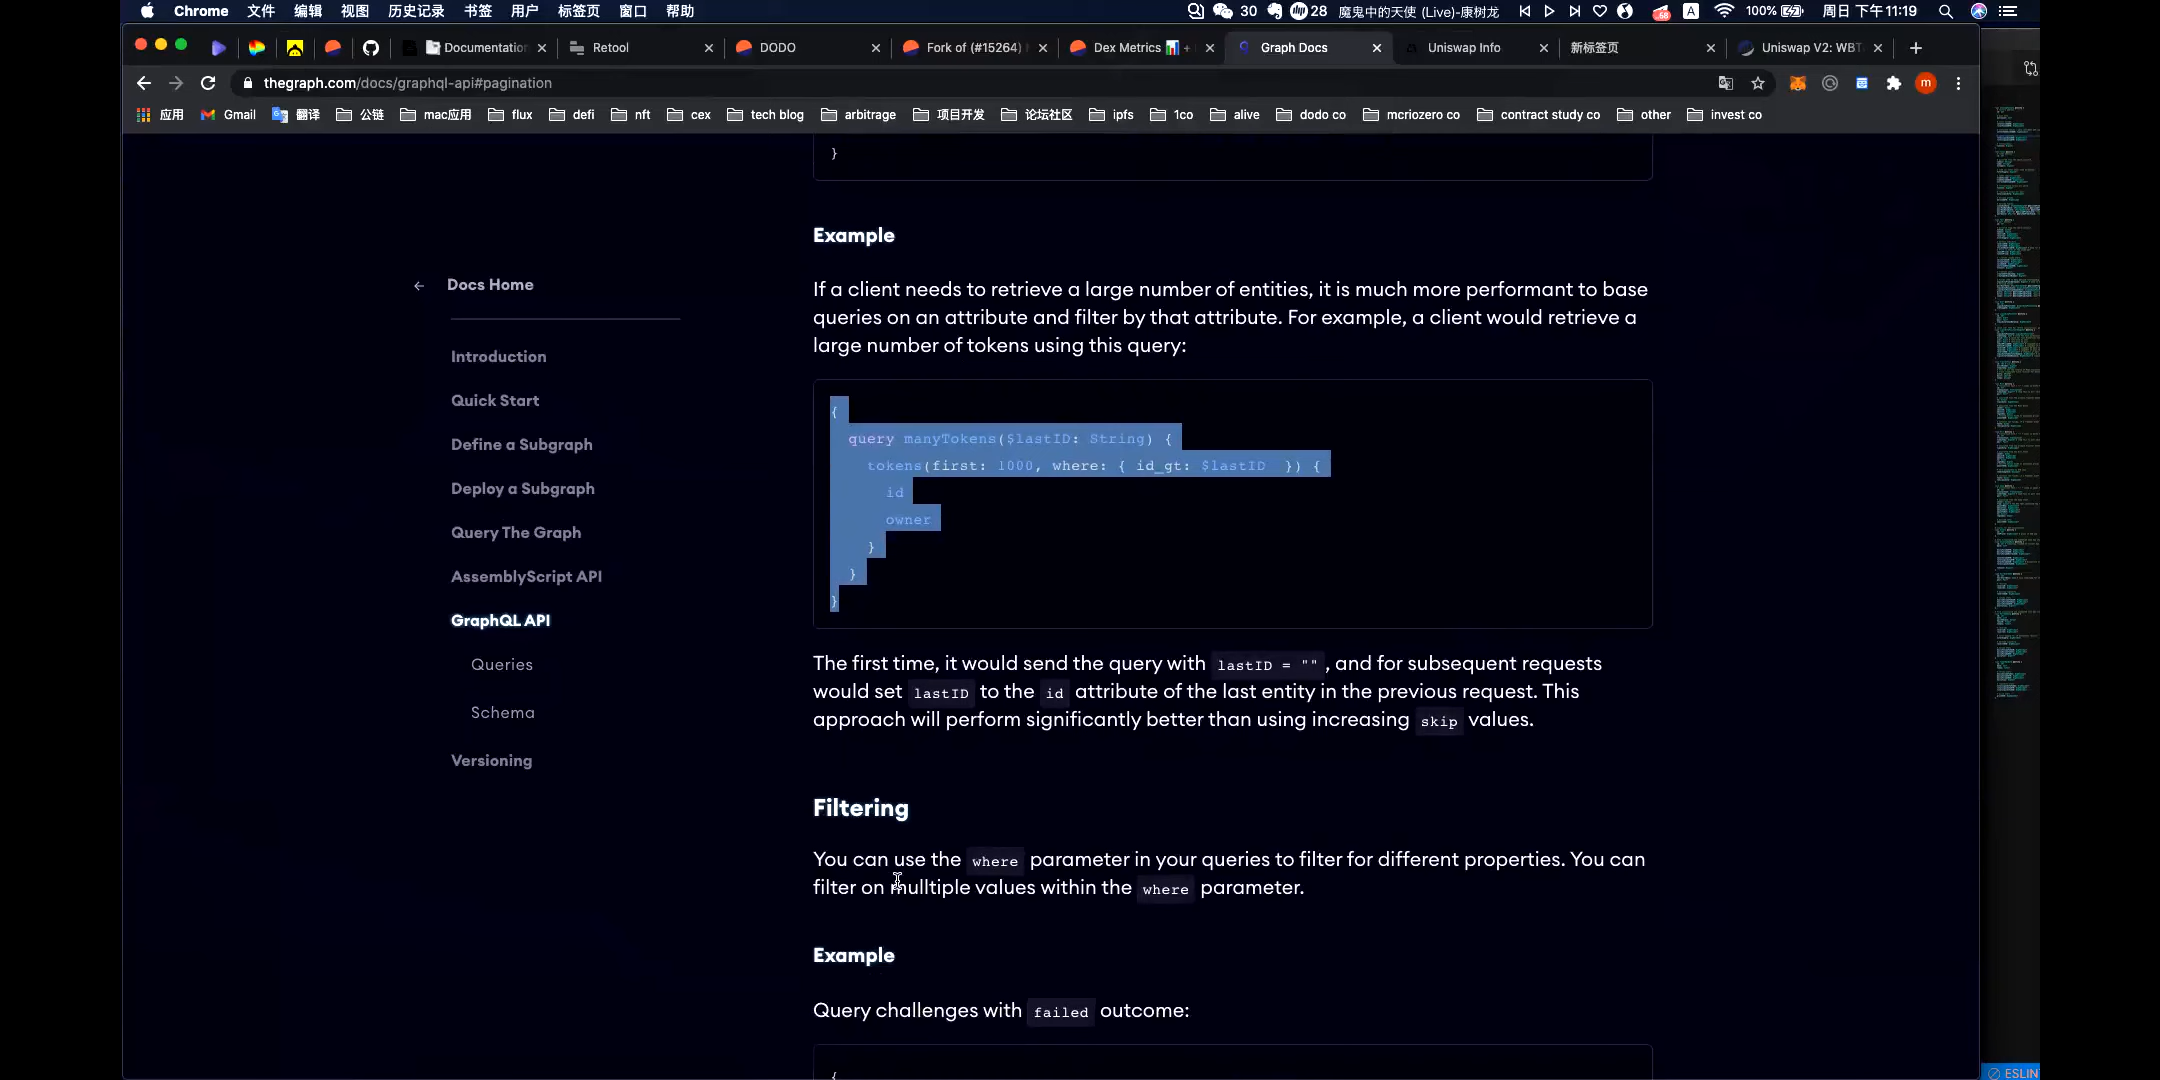 Chrome 文件 编辑 视图 历史记录 书签 用户 标签页 窗口 帮助 30 28 魔鬼中的天使 (Live)-康树龙 58 A 100% 周日 下午11:19
Documentation Retool DODO Fork of (#15264) Dex Metrics 📊 + Graph Docs Uniswap Info 新标签页 Uniswap V2: WBT
thegraph.com/docs/graphql-api#pagination m
应用 Gmail 翻译 公链 mac应用 flux defi nft cex tech blog arbitrage 项目开发 论坛社区 ipfs 1co alive dodo co mcriozero co contract study co other invest co
}
Example
If a client needs to retrieve a large number of entities, it is much more performant to base
queries on an attribute and filter by that attribute. For example, a client would retrieve a
large number of tokens using this query:
{
query manyTokens($lastID: String) {
tokens(first: 1000, where: { id_gt: $lastID }) {
id
owner
}
}
}
The first time, it would send the query with lastID = "" , and for subsequent requests
would set lastID to the id attribute of the last entity in the previous request. This
approach will perform significantly better than using increasing skip values.
Filtering
You can use the where parameter in your queries to filter for different properties. You can
filter on mulltiple values within the where parameter.
Example
Query challenges with failed outcome:
{
← Docs Home
Introduction
Quick Start
Define a Subgraph
Deploy a Subgraph
Query The Graph
AssemblyScript API
GraphQL API
Queries
Schema
Versioning
ESLIN